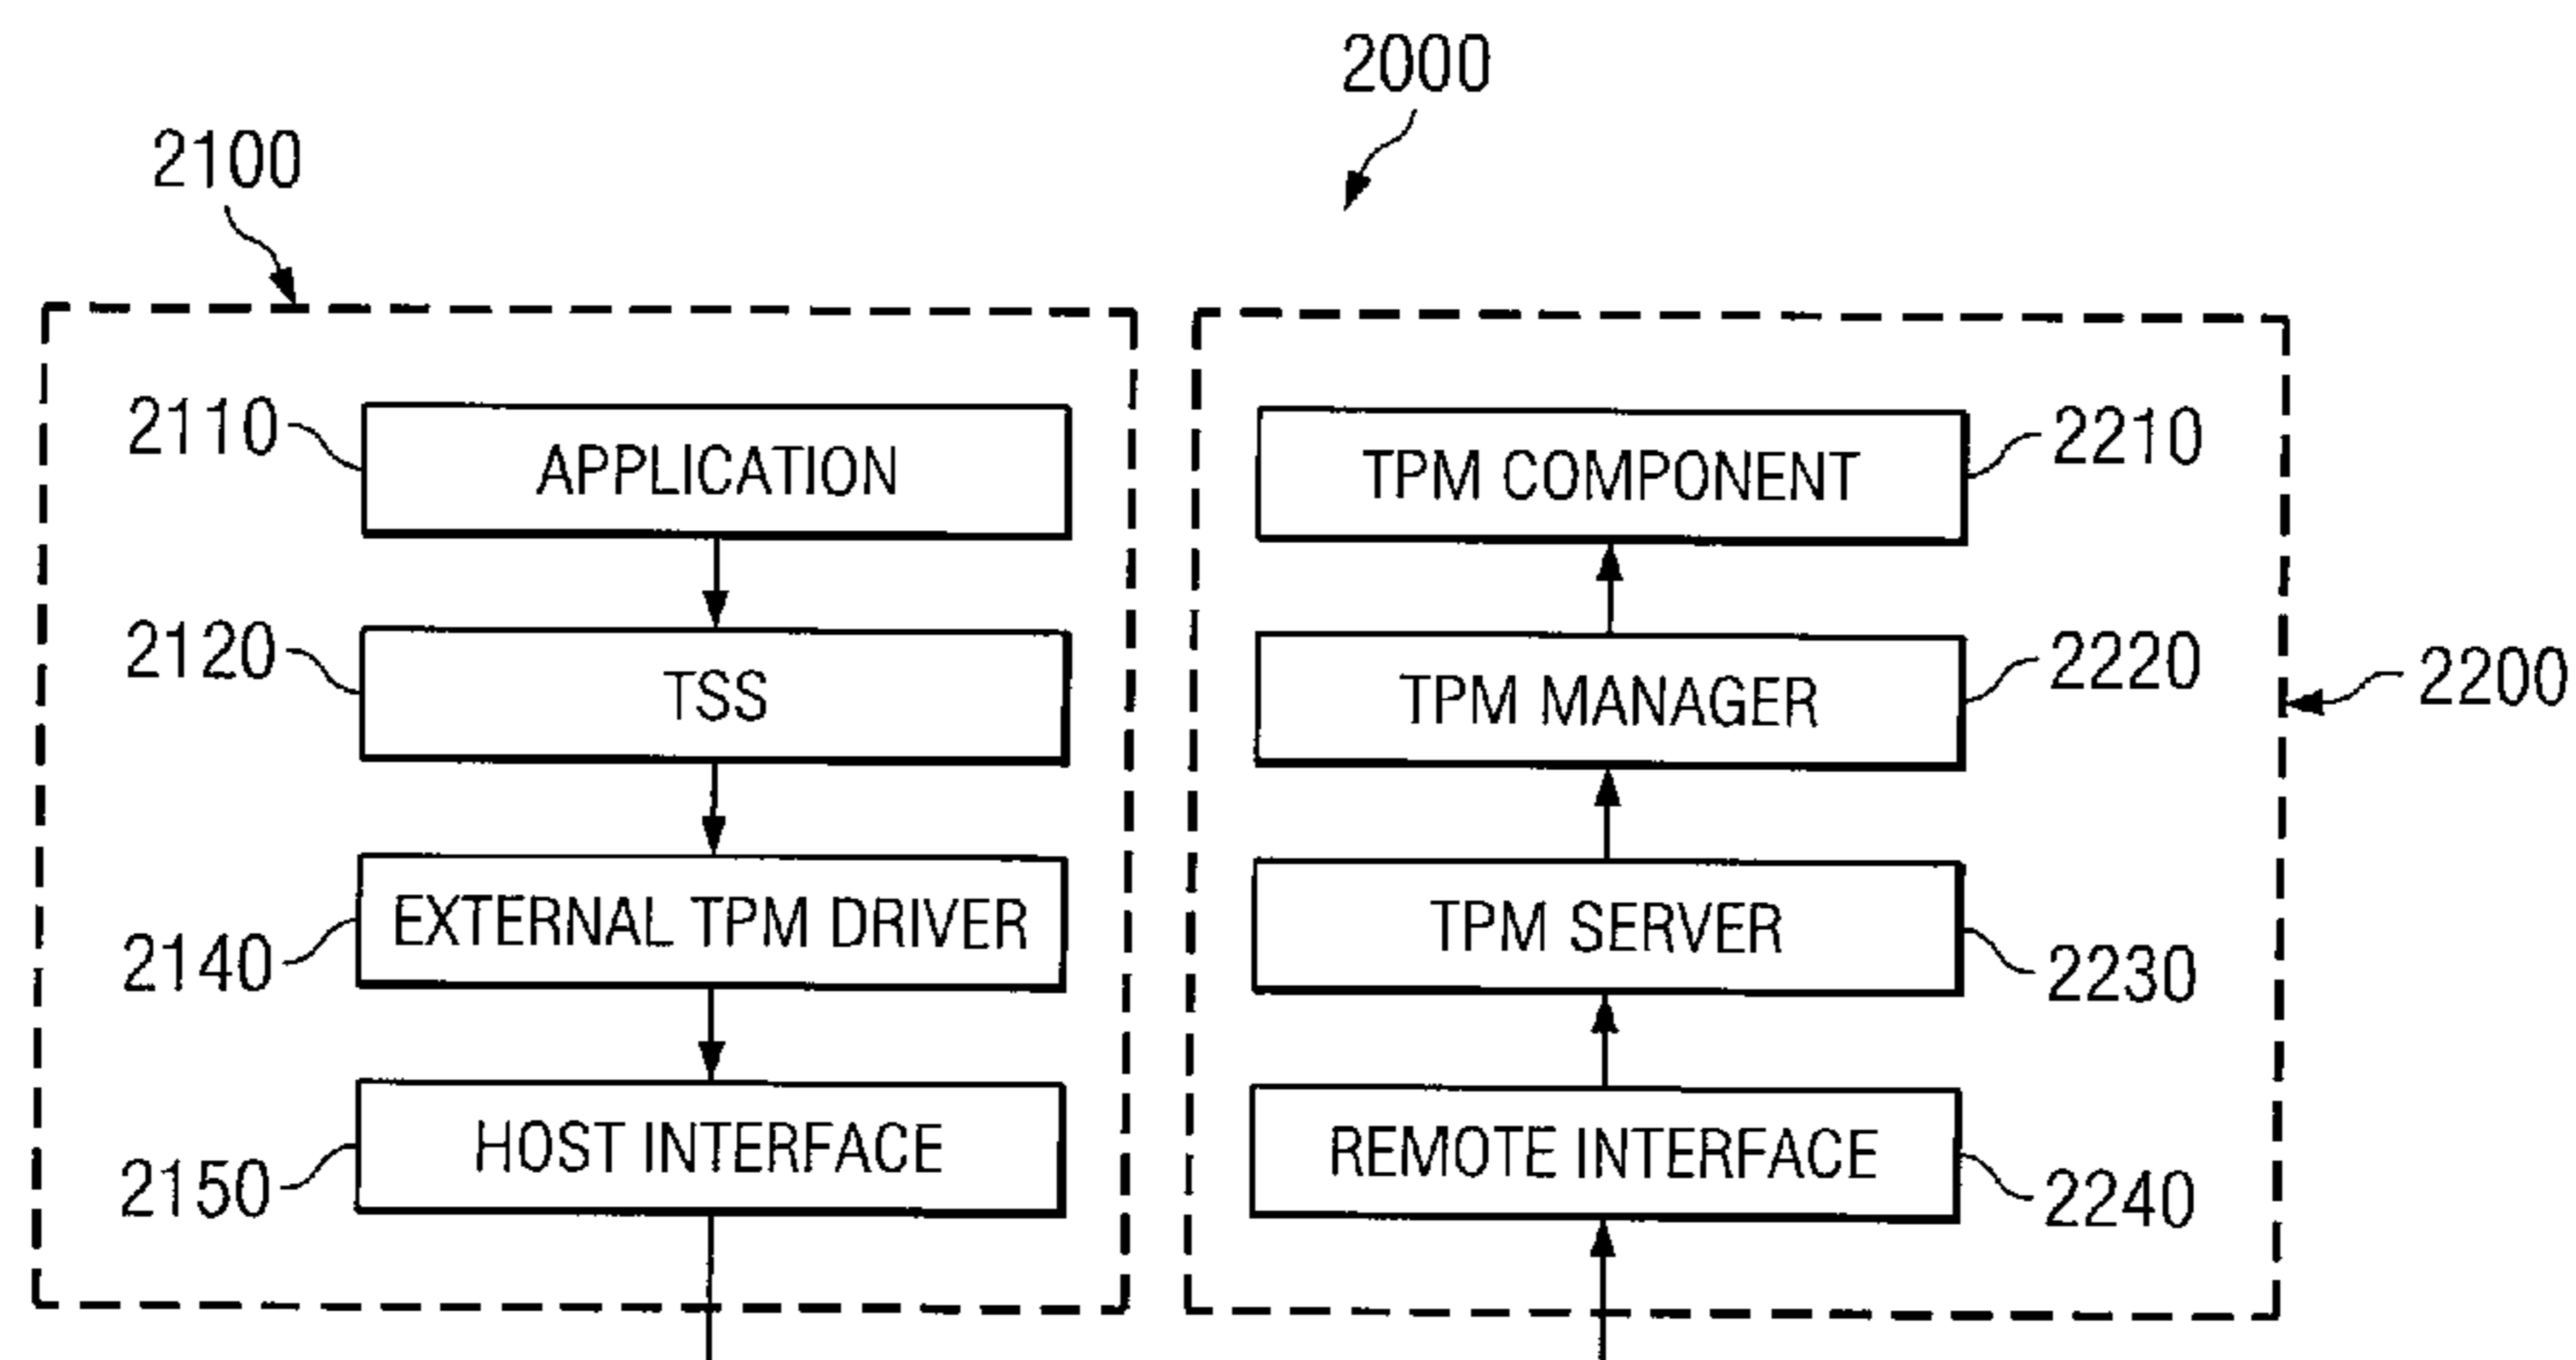 2000
2100
2110
APPLICATION
TPM COMPONENT
2210
2120
TSS
TPM MANAGER
2220
2200
2140
EXTERNAL TPM DRIVER
TPM SERVER
2230
2150
HOST INTERFACE
REMOTE INTERFACE
2240